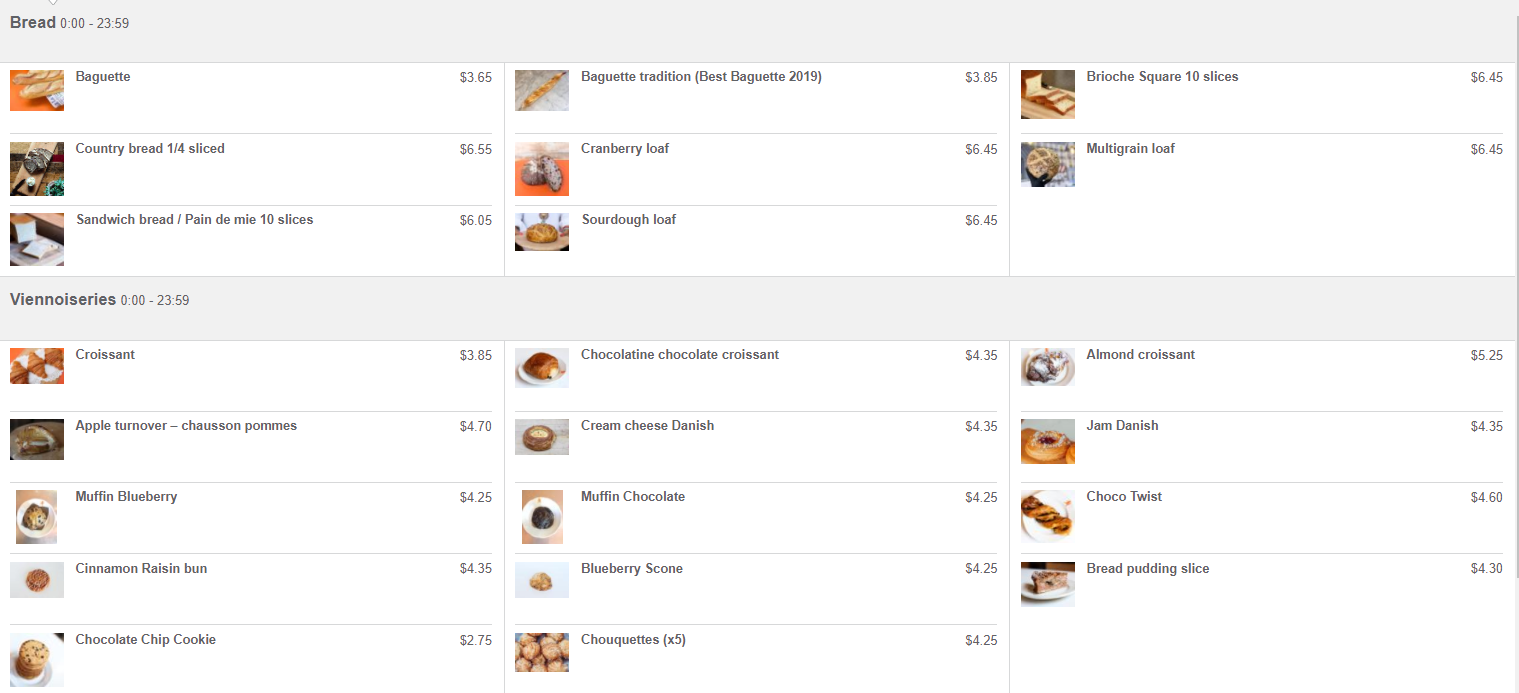 Bread 0:00 - 23:59
Baguette $3.65
Baguette tradition (Best Baguette 2019) $3.85
Brioche Square 10 slices $6.45
Country bread 1/4 sliced $6.55
Cranberry loaf $6.45
Multigrain loaf $6.45
Sandwich bread / Pain de mie 10 slices $6.05
Sourdough loaf $6.45
Viennoiseries 0:00 - 23:59
Croissant $3.85
Chocolatine chocolate croissant $4.35
Almond croissant $5.25
Apple turnover – chausson pommes $4.70
Cream cheese Danish $4.35
Jam Danish $4.35
Muffin Blueberry $4.25
Muffin Chocolate $4.25
Choco Twist $4.60
Cinnamon Raisin bun $4.35
Blueberry Scone $4.25
Bread pudding slice $4.30
Chocolate Chip Cookie $2.75
Chouquettes (x5) $4.25